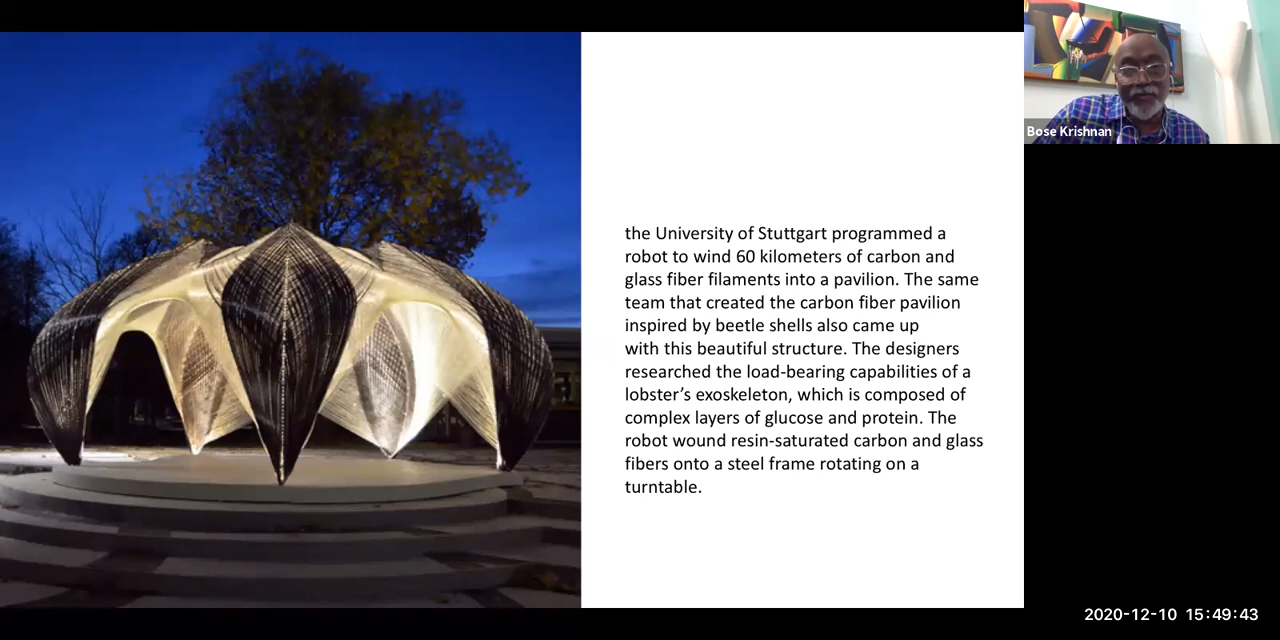 the University of Stuttgart programmed a
robot to wind 60 kilometers of carbon and
glass fiber filaments into a pavilion. The same
team that created the carbon fiber pavilion
inspired by beetle shells also came up
with this beautiful structure. The designers
researched the load-bearing capabilities of a
lobster’s exoskeleton, which is composed of
complex layers of glucose and protein. The
robot wound resin-saturated carbon and glass
fibers onto a steel frame rotating on a
turntable.
Bose Krishnan
2020-12-10 15:49:43